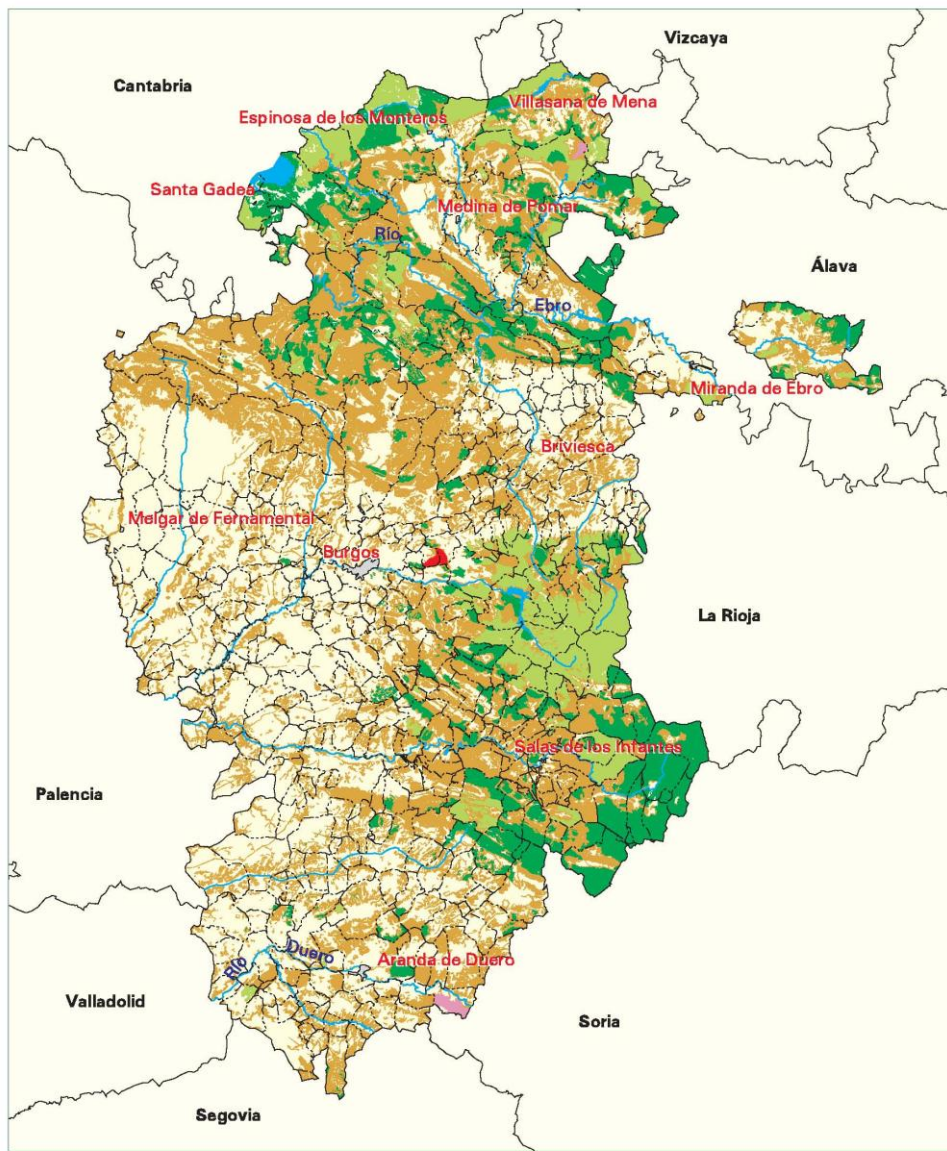 Vizcaya
Cantabria
Villasana de Mena
Espinosa de los Monteros
Santa Gadea
Medina de Pomar
Río
Álava
Ebro
Miranda de Ebro
Briviesca
Melgar de Fernamental
Burgos
La Rioja
Salas de los Infantes
Palencia
Río
Duero
Aranda de Duero
Valladolid
Soria
Segovia